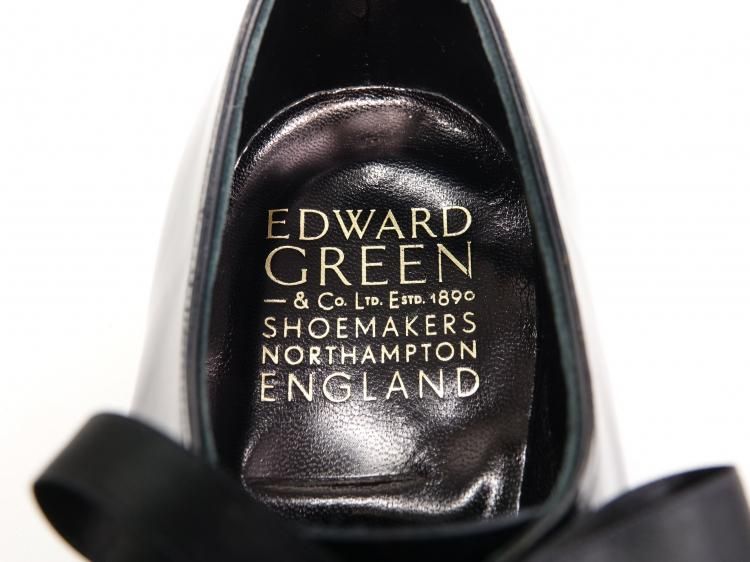 EDWARD
GREEN
— & Co. LTD. ESTD. 1890
SHOEMAKERS
NORTHAMPTON
ENGLAND